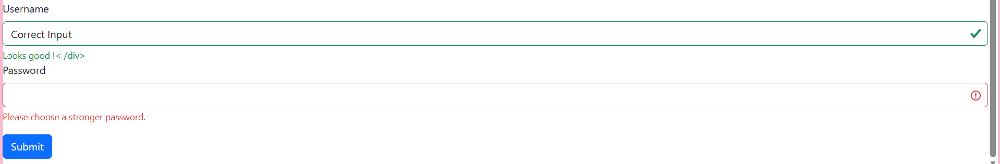 Username
Correct Input
Looks good !< /div>
Password
Please choose a stronger password.
Submit